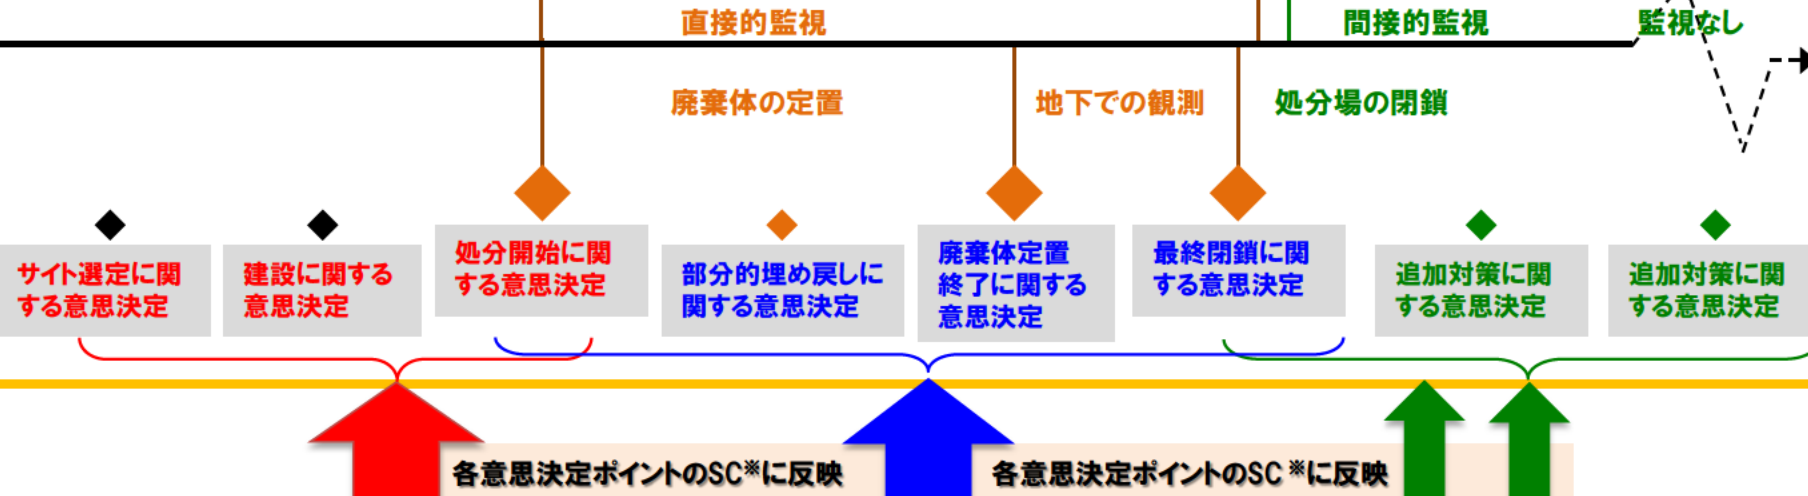 直接的監視
間接的監視
監視なし
廃棄体の定置
地下での観測
処分場の閉鎖
サイト選定に関
する意思決定
建設に関する
意思決定
処分開始に関
する意思決定
部分的埋め戻しに
関する意思決定
廃棄体定置
終了に関する
意思決定
最終閉鎖に関
する意思決定
追加対策に関
する意思決定
追加対策に関
する意思決定
各意思決定ポイントのSC※に反映
各意思決定ポイントのSC※に反映